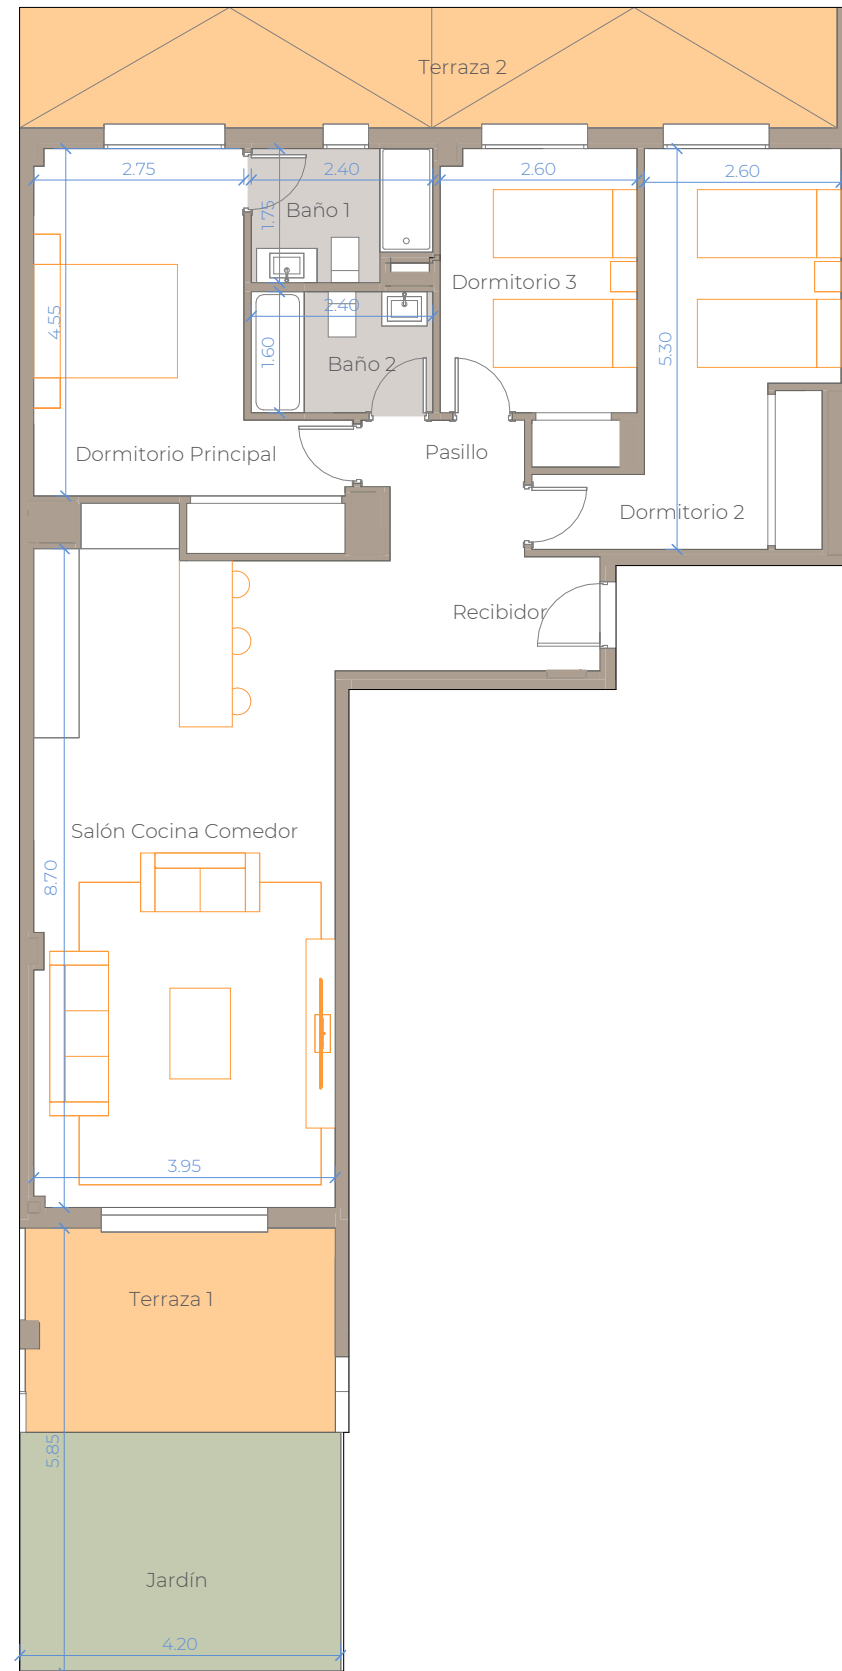 Terraza 2
2.75
2.40
2.60
2.60
1.75
Baño 1
Dormitorio 3
4.55
2.40
1.60
Baño 2
5.30
Dormitorio Principal
Pasillo
Dormitorio 2
Recibidor
Salón Cocina Comedor
8.70
3.95
Terraza 1
5.85
Jardín
4.20